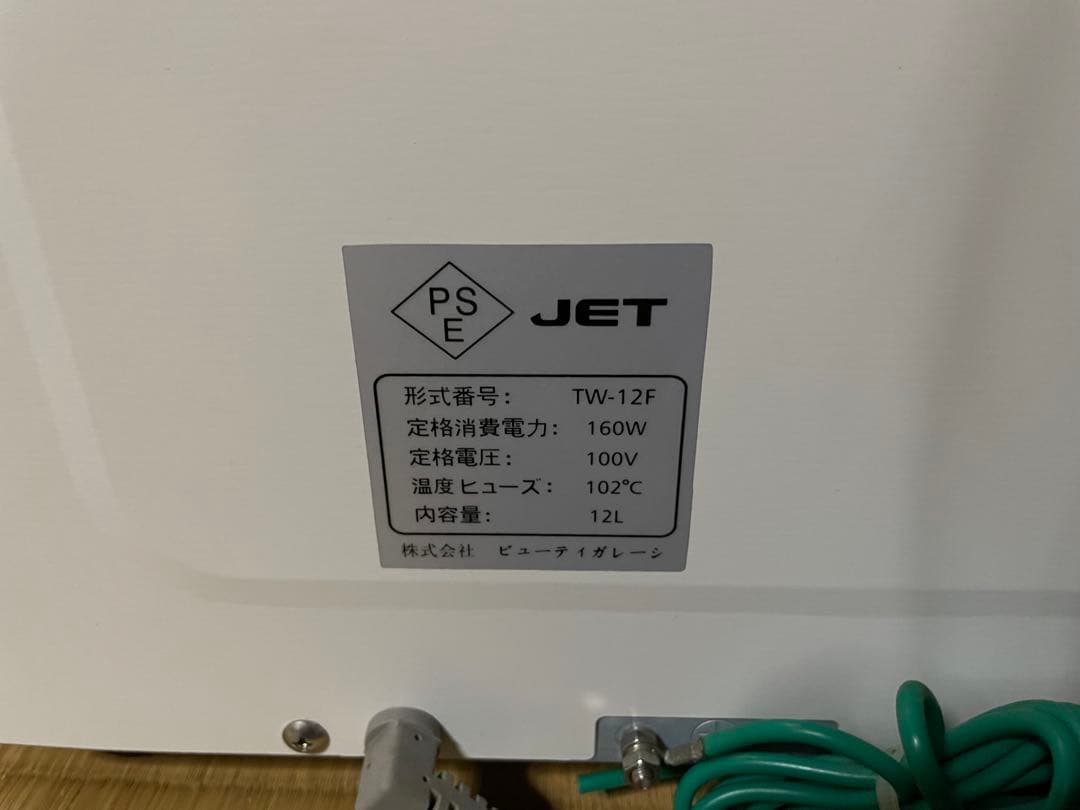 PSE JET
形式番号: TW-12F
定格消費電力: 160W
定格電圧: 100V
温度ヒューズ: 102℃
内容量: 12L
株式会社 ビューティガレーシ